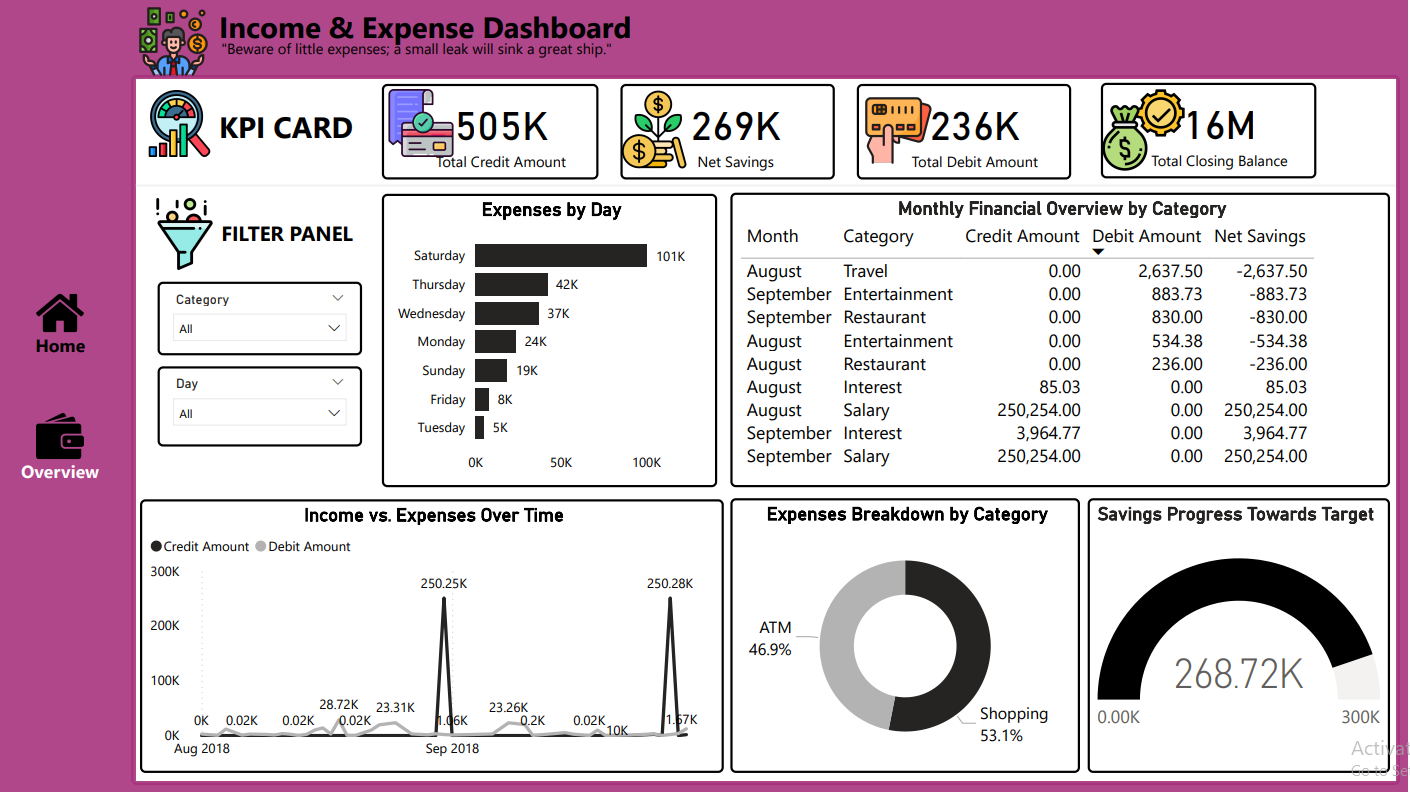 Income & Expense Dashboard
"Beware of little expenses; a small leak will sink a great ship."
KPI CARD
505K
Total Credit Amount
269K
Net Savings
236K
Total Debit Amount
16M
Total Closing Balance
FILTER PANEL
Category
All
Day
All
Home
Overview
Expenses by Day
Saturday 101K
Thursday 42K
Wednesday 37K
Monday 24K
Sunday 19K
Friday 8K
Tuesday 5K
0K 50K 100K
Monthly Financial Overview by Category
Month Category Credit Amount Debit Amount Net Savings
August Travel 0.00 2,637.50 -2,637.50
September Entertainment 0.00 883.73 -883.73
September Restaurant 0.00 830.00 -830.00
August Entertainment 0.00 534.38 -534.38
August Restaurant 0.00 236.00 -236.00
August Interest 85.03 0.00 85.03
August Salary 250,254.00 0.00 250,254.00
September Interest 3,964.77 0.00 3,964.77
September Salary 250,254.00 0.00 250,254.00
Income vs. Expenses Over Time
Credit Amount Debit Amount
300K
250.25K 250.28K
200K
100K
28.72K 23.31K 23.26K
0K 0.02K 0.02K 0.02K 1.06K 0.2K 0.02K 10K 1.67K
0K
Aug 2018 Sep 2018
Expenses Breakdown by Category
ATM
46.9%
Shopping
53.1%
Savings Progress Towards Target
268.72K
0.00K 300K
Activat
Go to Se